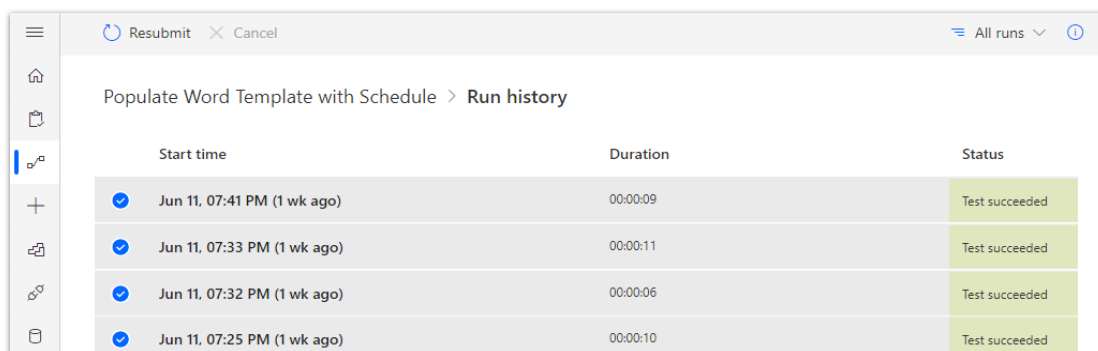 Resubmit Cancel All runs
Populate Word Template with Schedule > Run history
Start time Duration Status
Jun 11, 07:41 PM (1 wk ago) 00:00:09 Test succeeded
Jun 11, 07:33 PM (1 wk ago) 00:00:11 Test succeeded
Jun 11, 07:32 PM (1 wk ago) 00:00:06 Test succeeded
Jun 11, 07:25 PM (1 wk ago) 00:00:10 Test succeeded